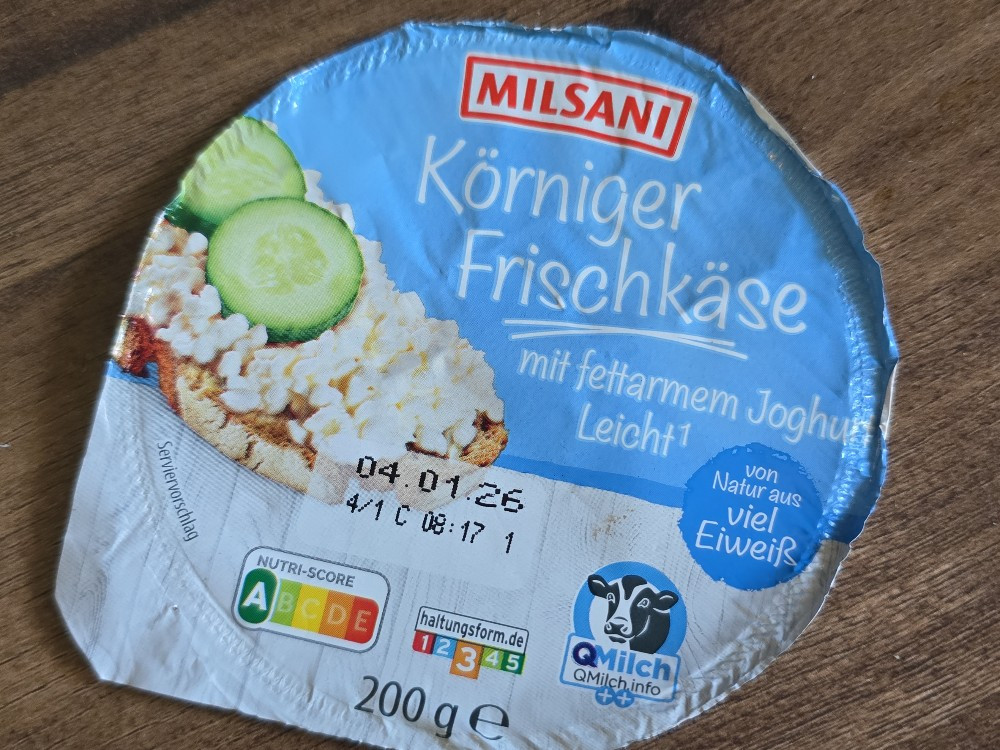 MILSANI
Körniger
Frischkäse
mit fettarmem Joghu
Leicht¹
von
Natur aus
viel
Eiweiß
Serviervorschlag
04.01.26
4/1 C 08:17 1
NUTRI-SCORE
A B C D E
haltungsform.de
1 2 3 4 5
QMilch
QMilch.info
++
200 g e